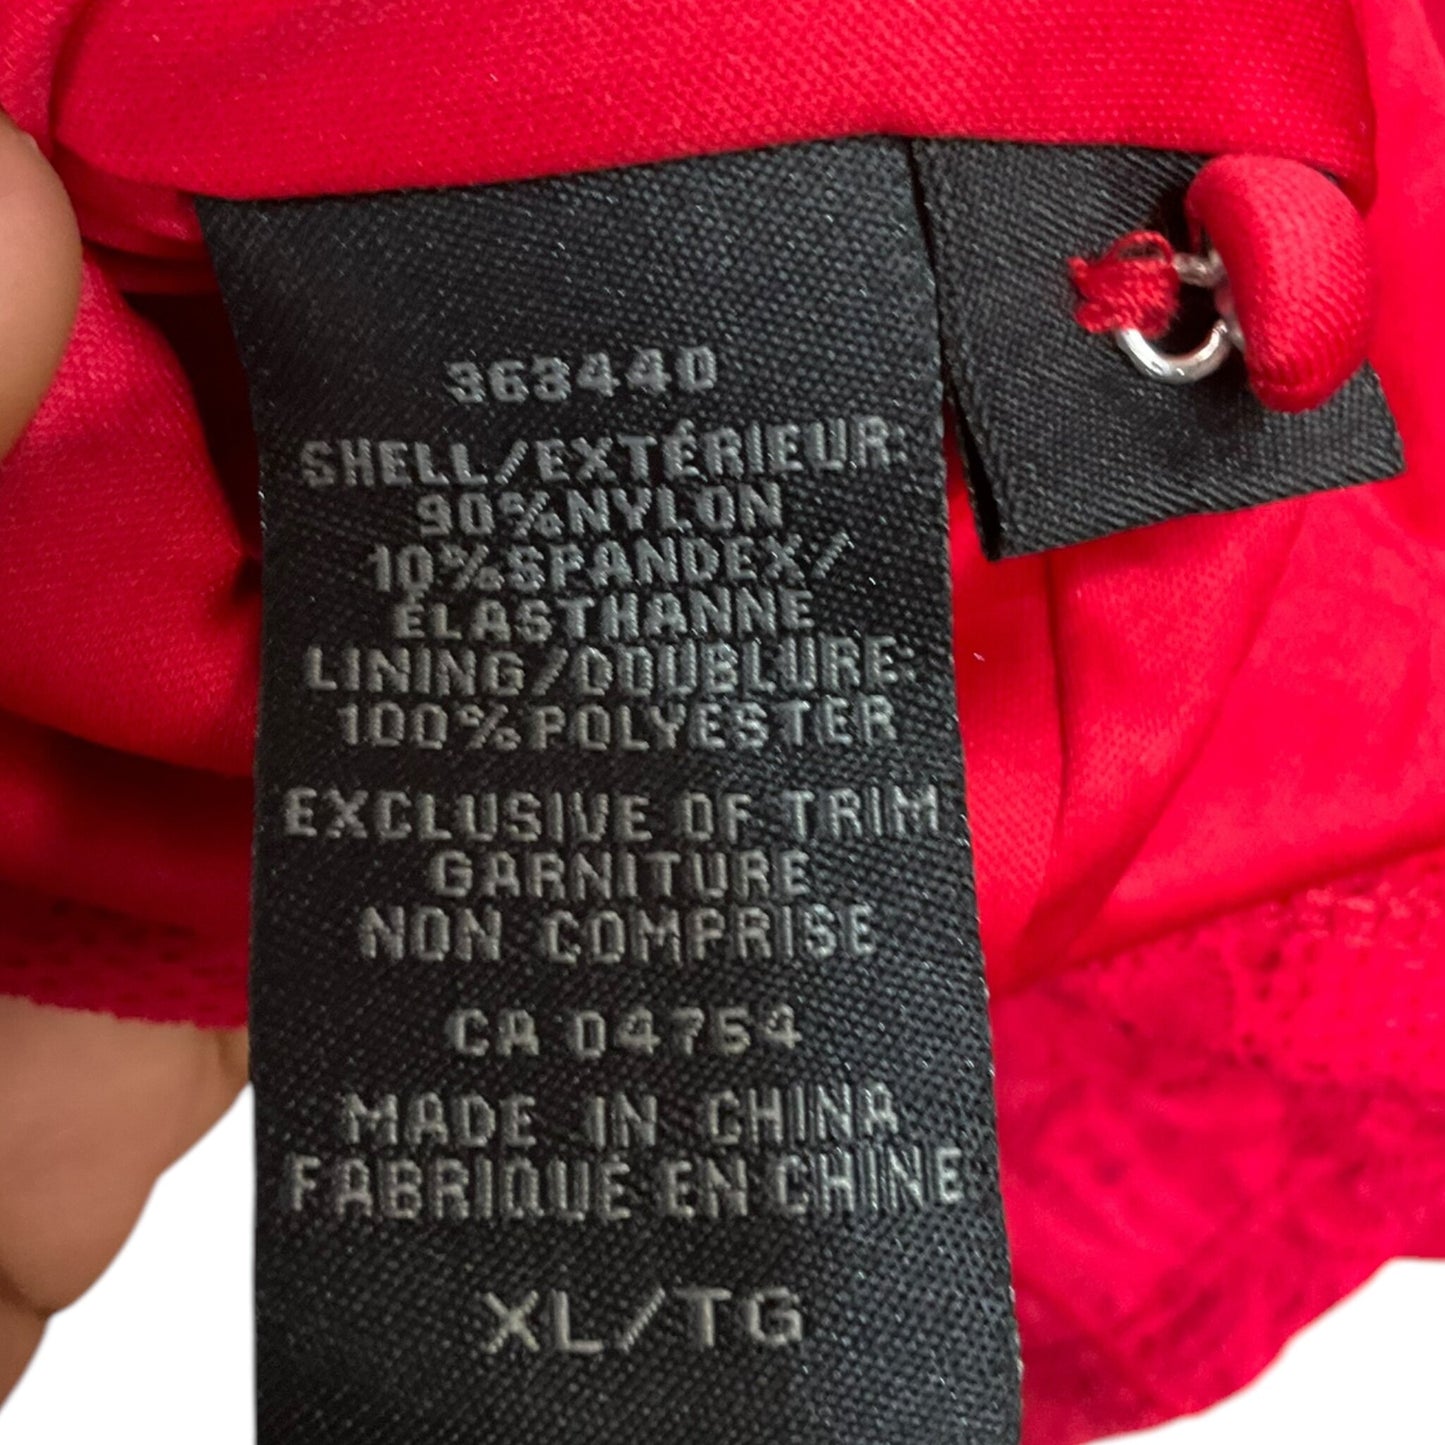 363440
SHELL/EXTÉRIEUR:
90%NYLON
10%SPANDEX/
ÉLASTHANNE
LINING/DOUBLURE:
100%POLYESTER
EXCLUSIVE OF TRIM
GARNITURE
NON COMPRISE
CA 04754
MADE IN CHINA
FABRIQUÉ EN CHINE
XL/TG